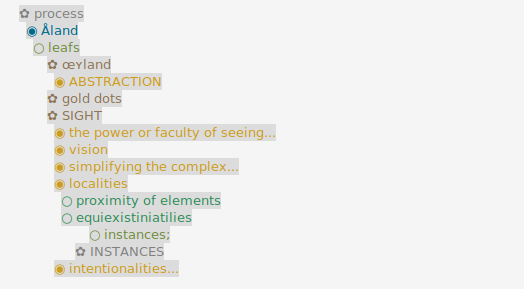 process
Åland
leafs
œʏland
ABSTRACTION
gold dots
SIGHT
the power or faculty of seeing...
vision
simplifying the complex...
localities
proximity of elements
equiexistiniatilies
instances;
INSTANCES
intentionalities...